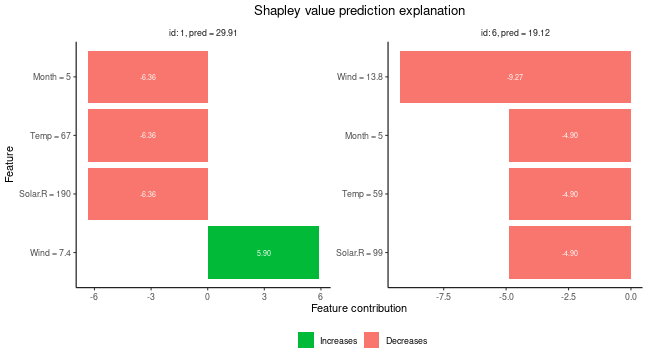 Shapley value prediction explanation
id: 1, pred = 29.91
Month = 5
-6.36
Temp = 67
-6.36
Solar.R = 190
-6.36
Wind = 7.4
5.90
-6
-3
0
3
6
id: 6, pred = 19.12
Wind = 13.8
-9.27
Month = 5
-4.90
Temp = 59
-4.90
Solar.R = 99
-4.90
-7.5
-5.0
-2.5
0.0
Feature
Feature contribution
Increases
Decreases